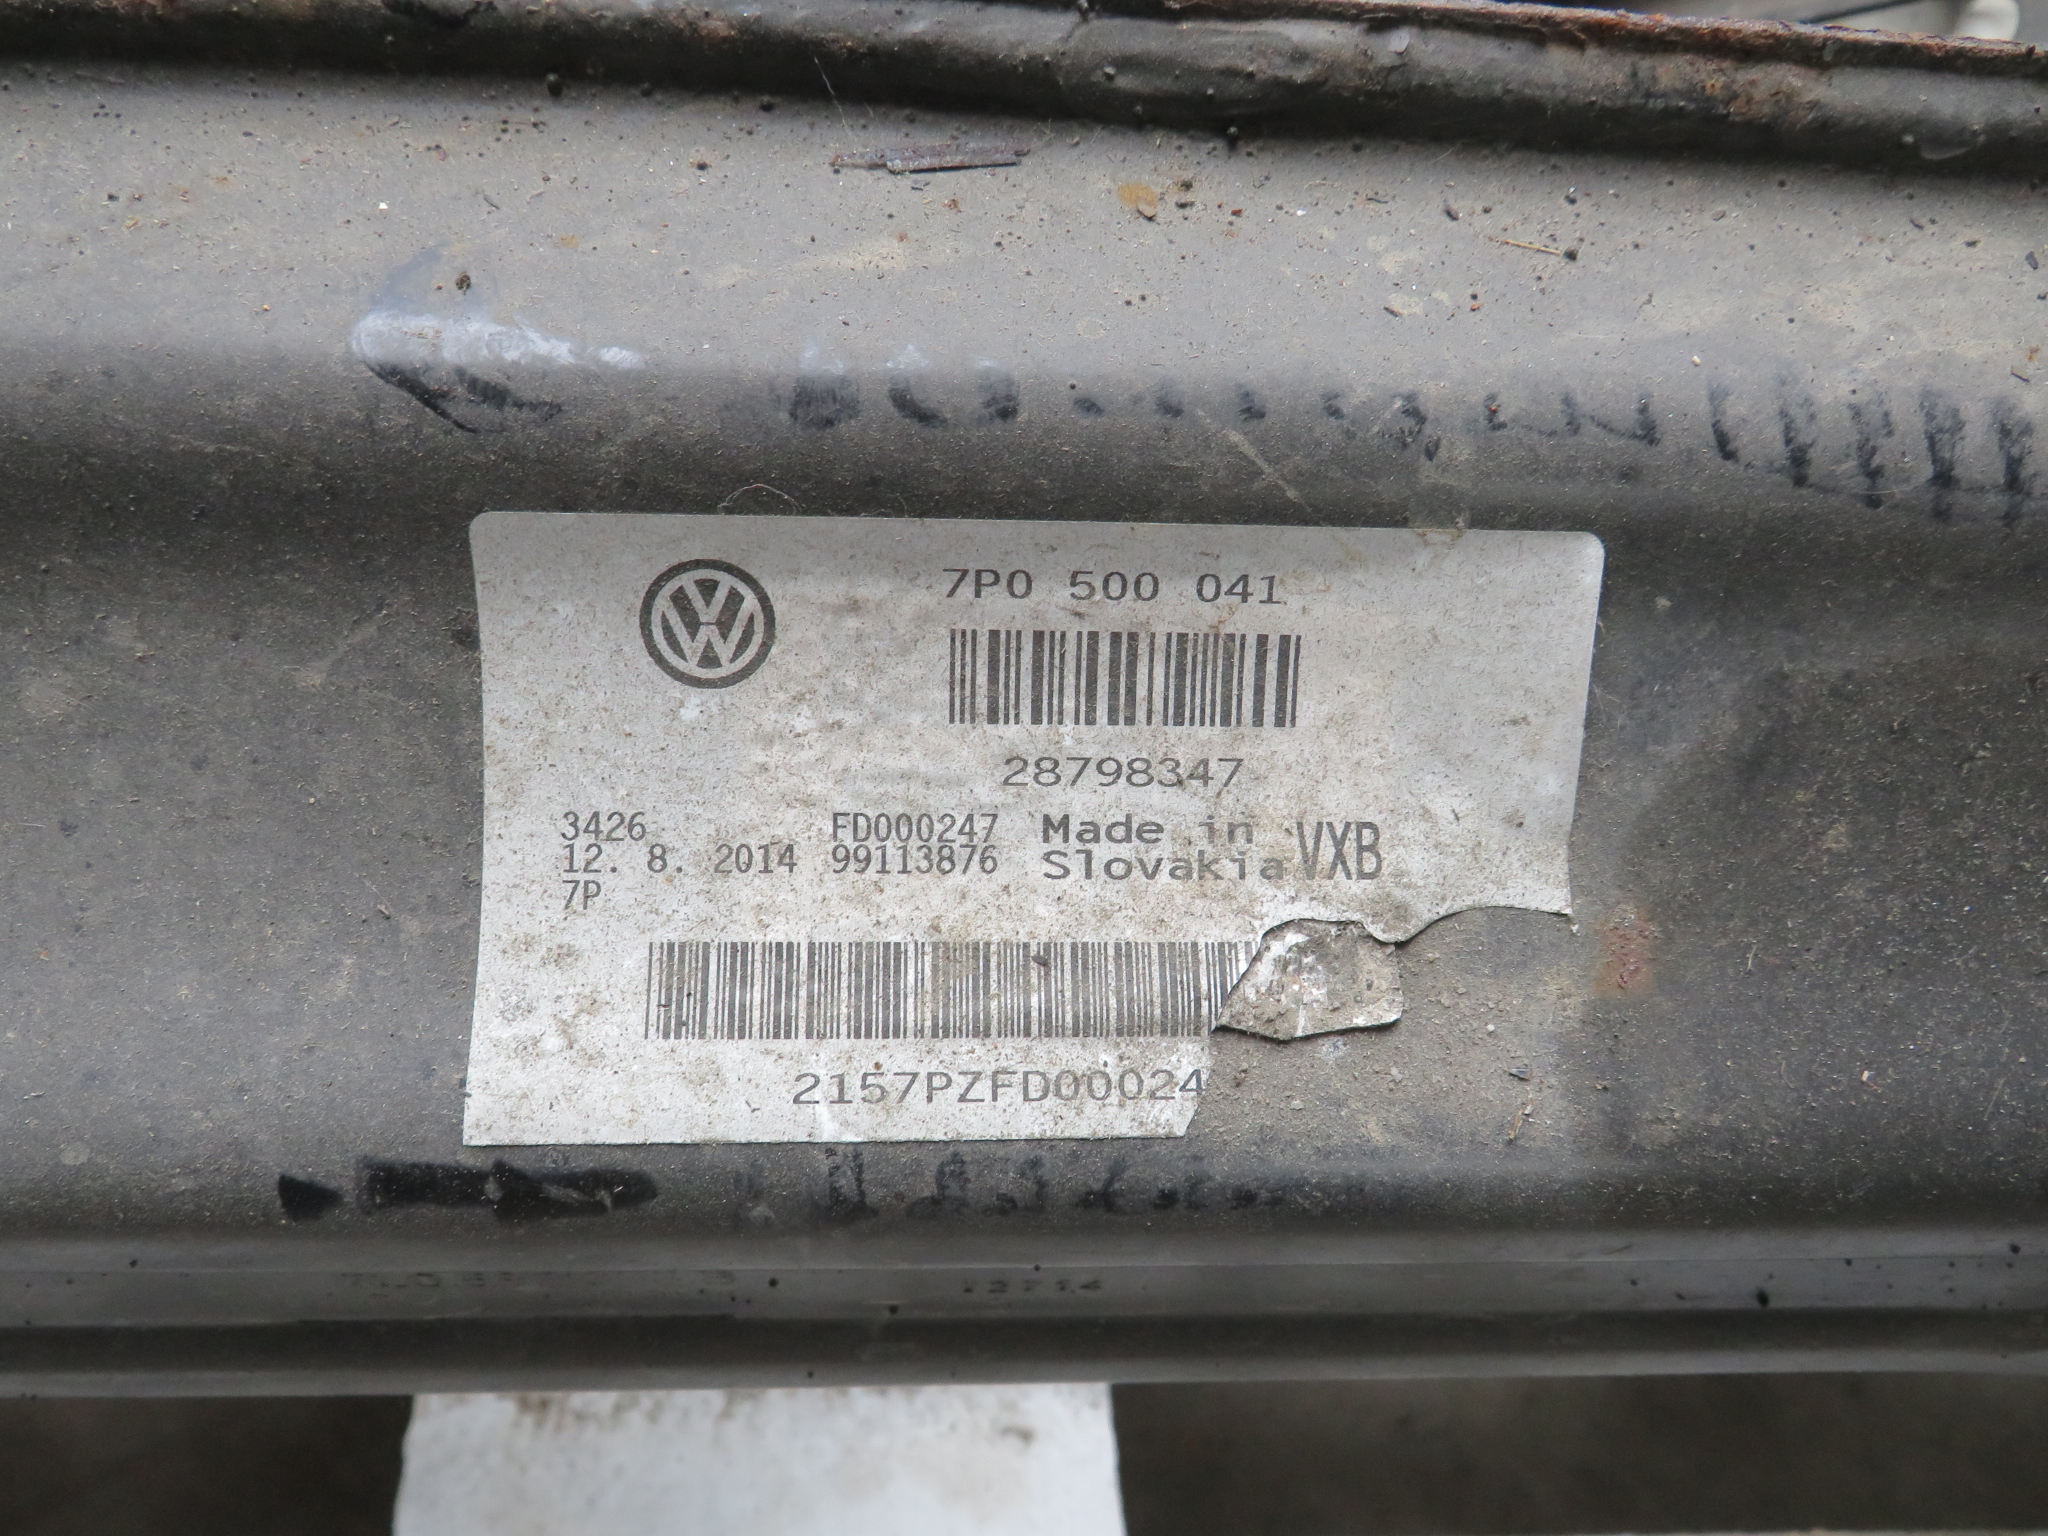 7P0 500 041
28798347
3426 FD000247 Made in VXB
12. 8. 2014 99113876 Slovakia
7P
2157PZFD00024